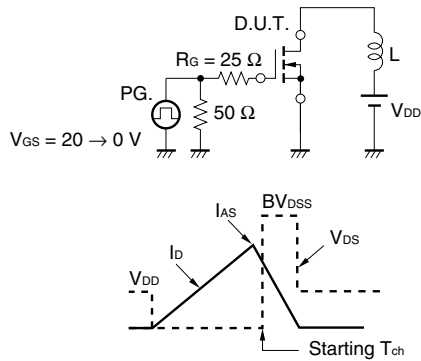 D.U.T.
RG = 25 Ω
L
PG.
50 Ω
VDD
VGS = 20 → 0 V
BVDSS
IAS
ID
VDS
VDD
Starting Tch